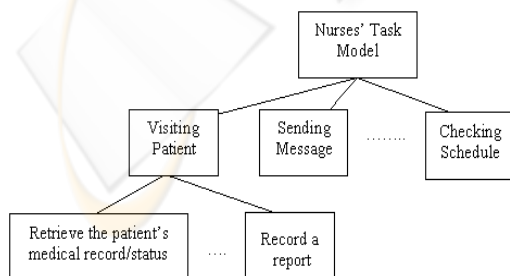 Nurses' Task
Model
Visiting
Patient
Sending
Message
........
Checking
Schedule
Retrieve the patient's
medical record/status
....
Record a
report